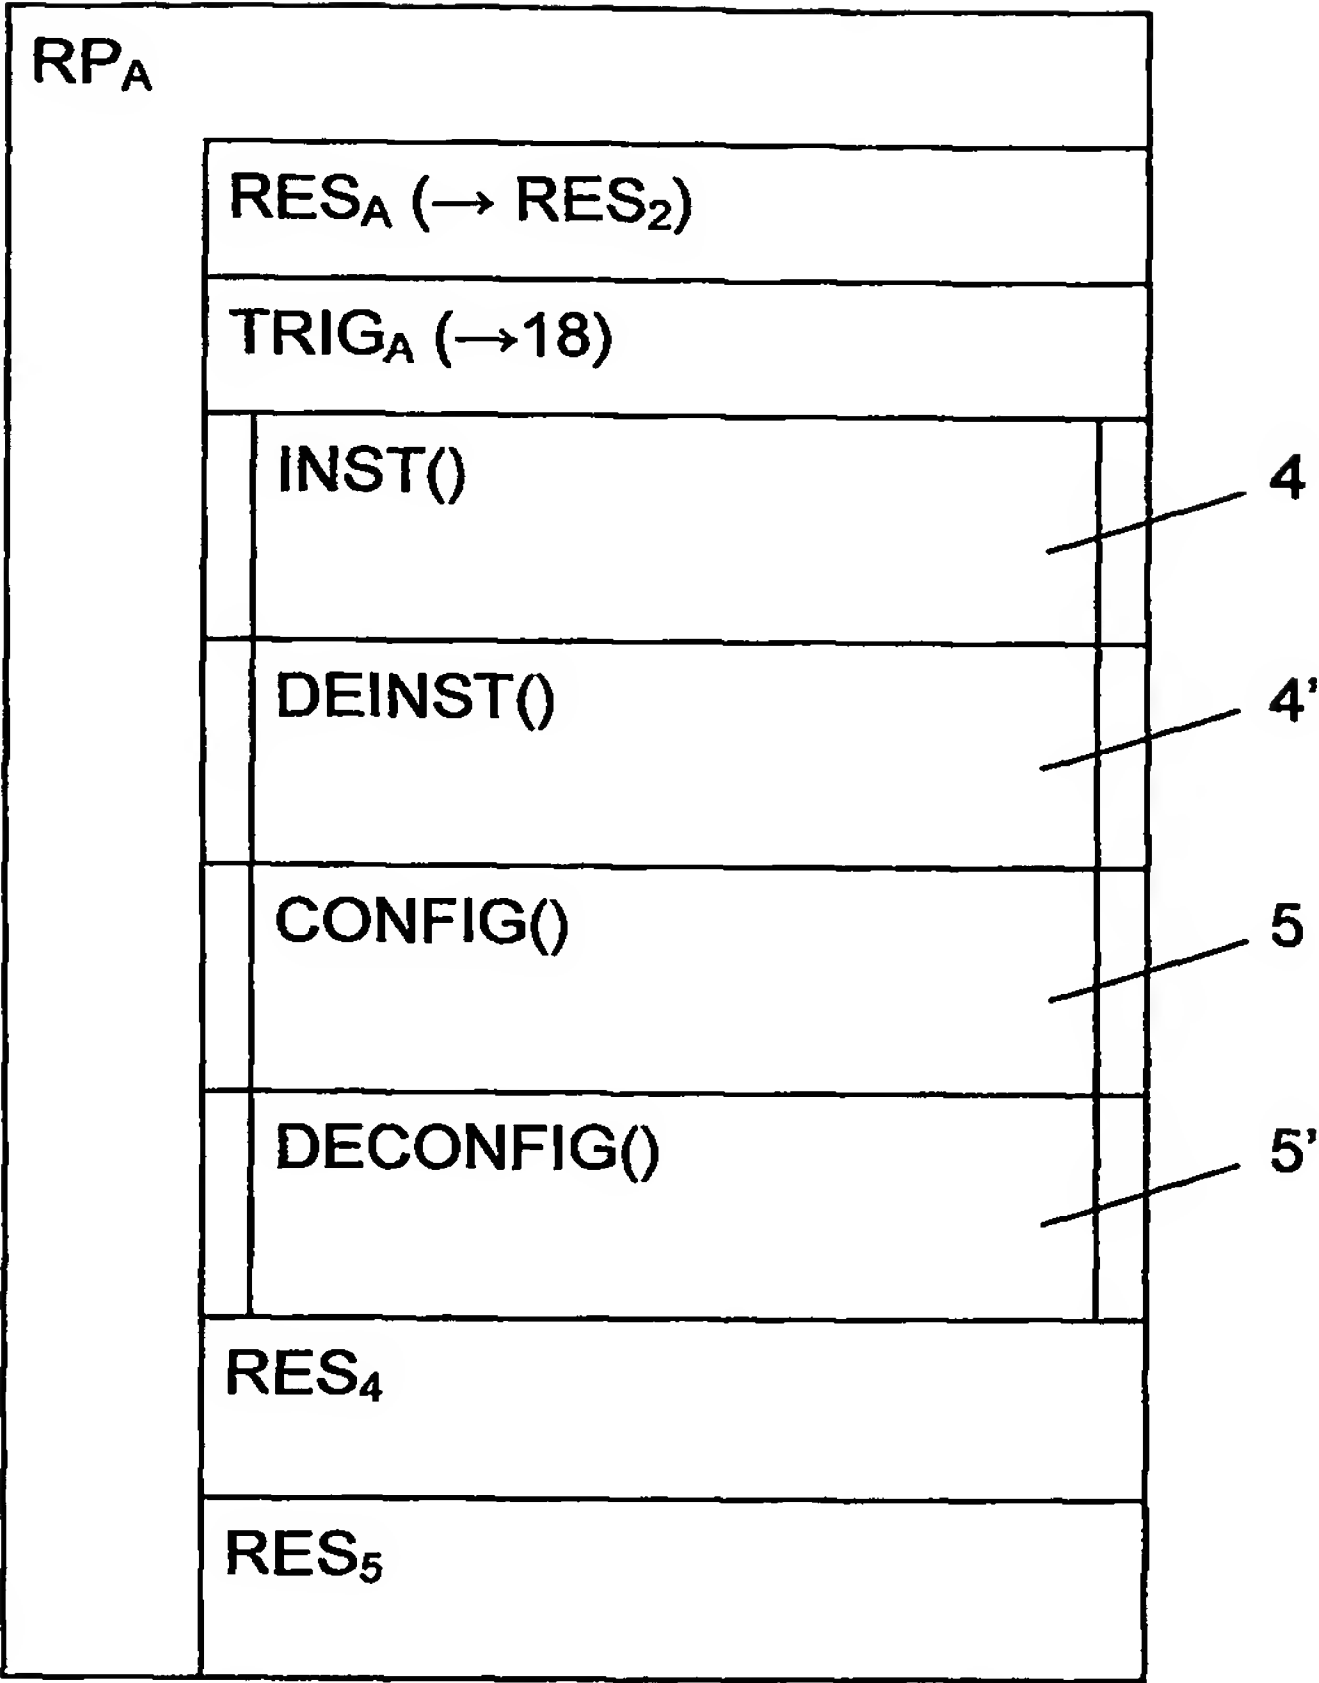 RPA
RESA (→ RES2)
TRIGA (→18)
INST()
4
DEINST()
4’
CONFIG()
5
DECONFIG()
5’
RES4
RES5